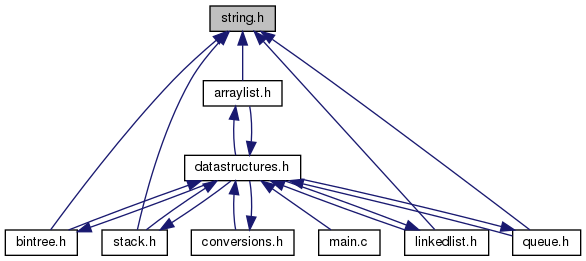 string.h
arraylist.h
datastructures.h
bintree.h
stack.h
conversions.h
main.c
linkedlist.h
queue.h